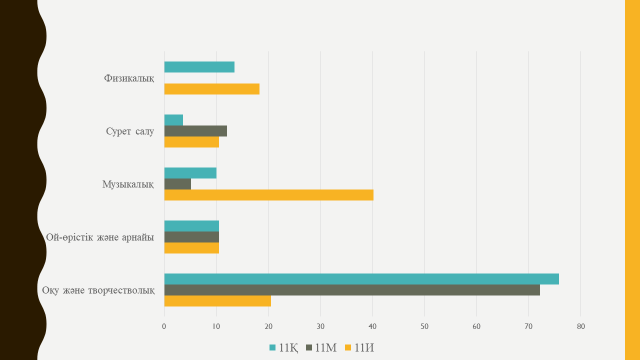 Физикалық
Сурет салу
Музыкалық
Ой-өрістік және арнайы
Оқу және творчестволық
0 10 20 30 40 50 60 70 80
11Қ 11М 11И